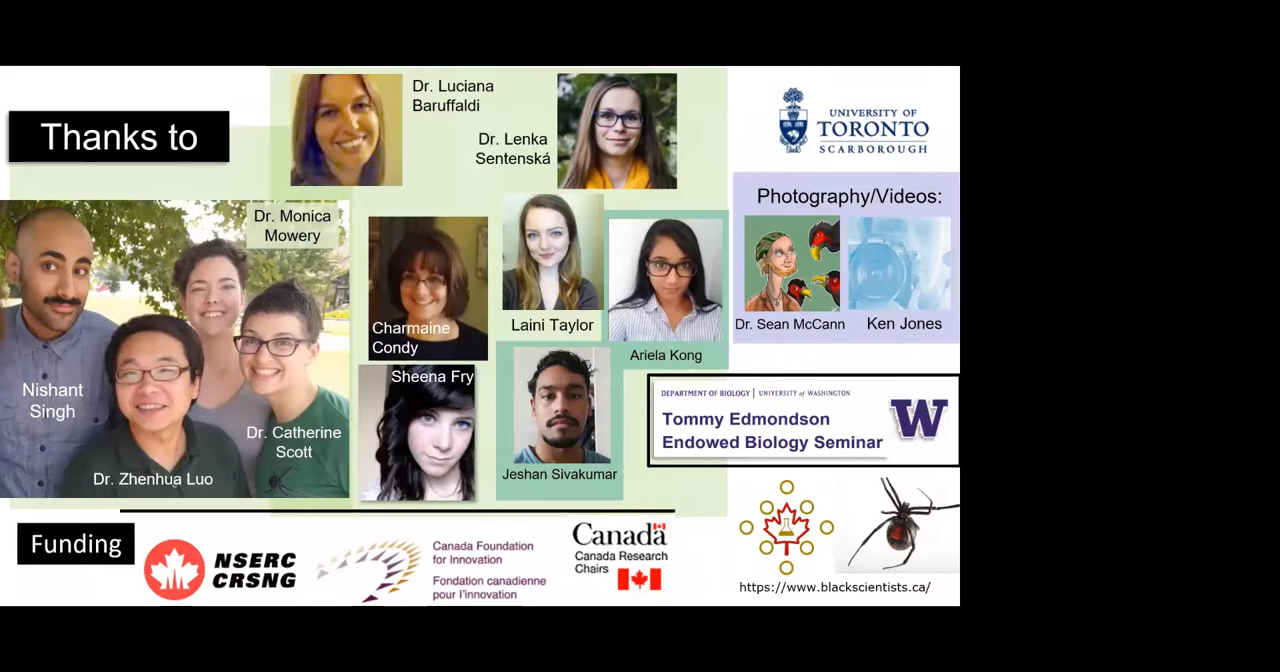 Thanks to
Dr. Luciana
Baruffaldi
Dr. Lenka
Sentenská
UNIVERSITY OF
TORONTO
SCARBOROUGH
Dr. Monica
Mowery
Nishant
Singh
Dr. Zhenhua Luo
Dr. Catherine
Scott
Charmaine
Condy
Sheena Fry
Laini Taylor
Ariela Kong
Jeshan Sivakumar
Photography/Videos:
Dr. Sean McCann
Ken Jones
DEPARTMENT OF BIOLOGY | UNIVERSITY of WASHINGTON
Tommy Edmondson
Endowed Biology Seminar
W
Funding
NSERC
CRSNG
Canada Foundation
for Innovation
Fondation canadienne
pour l'innovation
Canada
Canada Research
Chairs
https://www.blackscientists.ca/